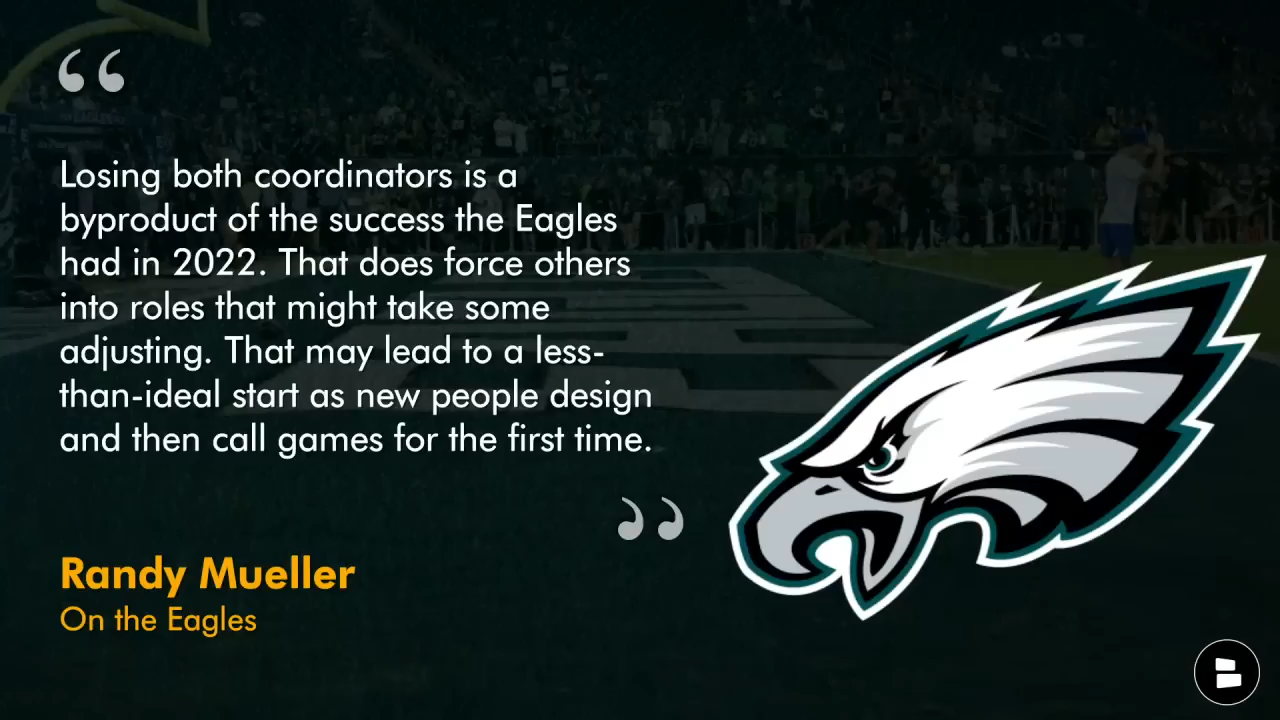 Losing both coordinators is a
byproduct of the success the Eagles
had in 2022. That does force others
into roles that might take some
adjusting. That may lead to a less-
than-ideal start as new people design
and then call games for the first time.
Randy Mueller
On the Eagles